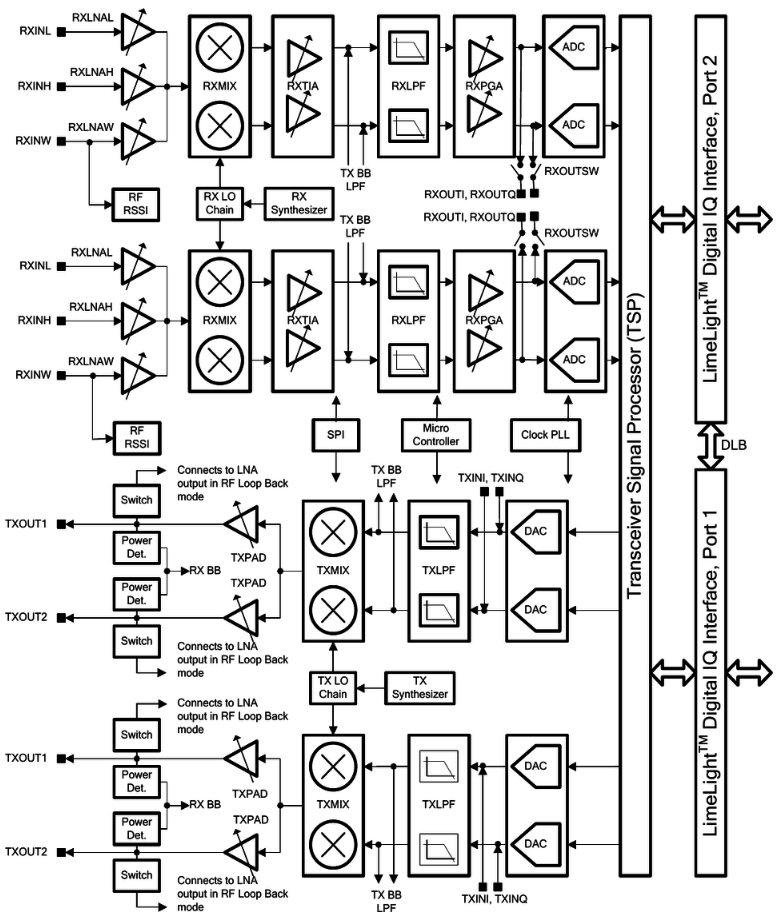 RXINL
RXLNAL
RXINH
RXLNAH
RXINW
RXLNAW
RF
RSSI
RXMIX
RXTIA
RXLPF
RXPGA
ADC
ADC
TX BB
LPF
RXOUTSW
RXOUTI, RXOUTQ
RX LO
Chain
RX
Synthesizer
RXOUTI, RXOUTQ
RXOUTSW
TX BB
LPF
RXINL
RXLNAL
RXINH
RXLNAH
RXINW
RXLNAW
RF
RSSI
RXMIX
RXTIA
RXLPF
RXPGA
ADC
ADC
SPI
Micro
Controller
Clock PLL
Connects to LNA
output in RF Loop Back
mode
Switch
TXOUT1
Power
Det.
RX BB
Power
Det.
TXOUT2
Switch
Connects to LNA
output in RF Loop Back
mode
TXPAD
TXPAD
TXMIX
TX BB
LPF
TXLPF
TXINI, TXINQ
DAC
DAC
TX LO
Chain
TX
Synthesizer
Connects to LNA
output in RF Loop Back
mode
Switch
TXOUT1
Power
Det.
RX BB
Power
Det.
TXOUT2
Switch
Connects to LNA
output in RF Loop Back
mode
TXPAD
TXPAD
TXMIX
TX BB
LPF
TXLPF
TXINI, TXINQ
DAC
DAC
Transceiver Signal Processor (TSP)
LimeLight™ Digital IQ Interface, Port 2
DLB
LimeLight™ Digital IQ Interface, Port 1